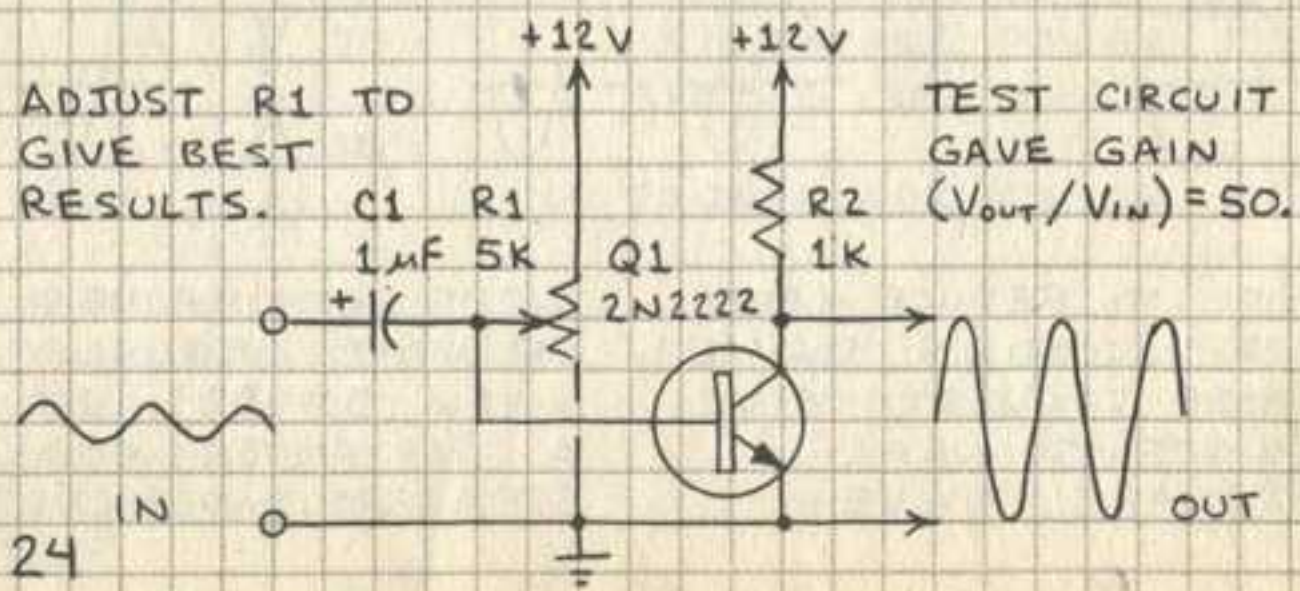 +12V +12V
ADJUST R1 TO
GIVE BEST
RESULTS.
TEST CIRCUIT
GAVE GAIN
(VOUT/VIN)=50.
C1 R1
1µF 5K
R2
1K
Q1
2N2222
+
IN
OUT
24